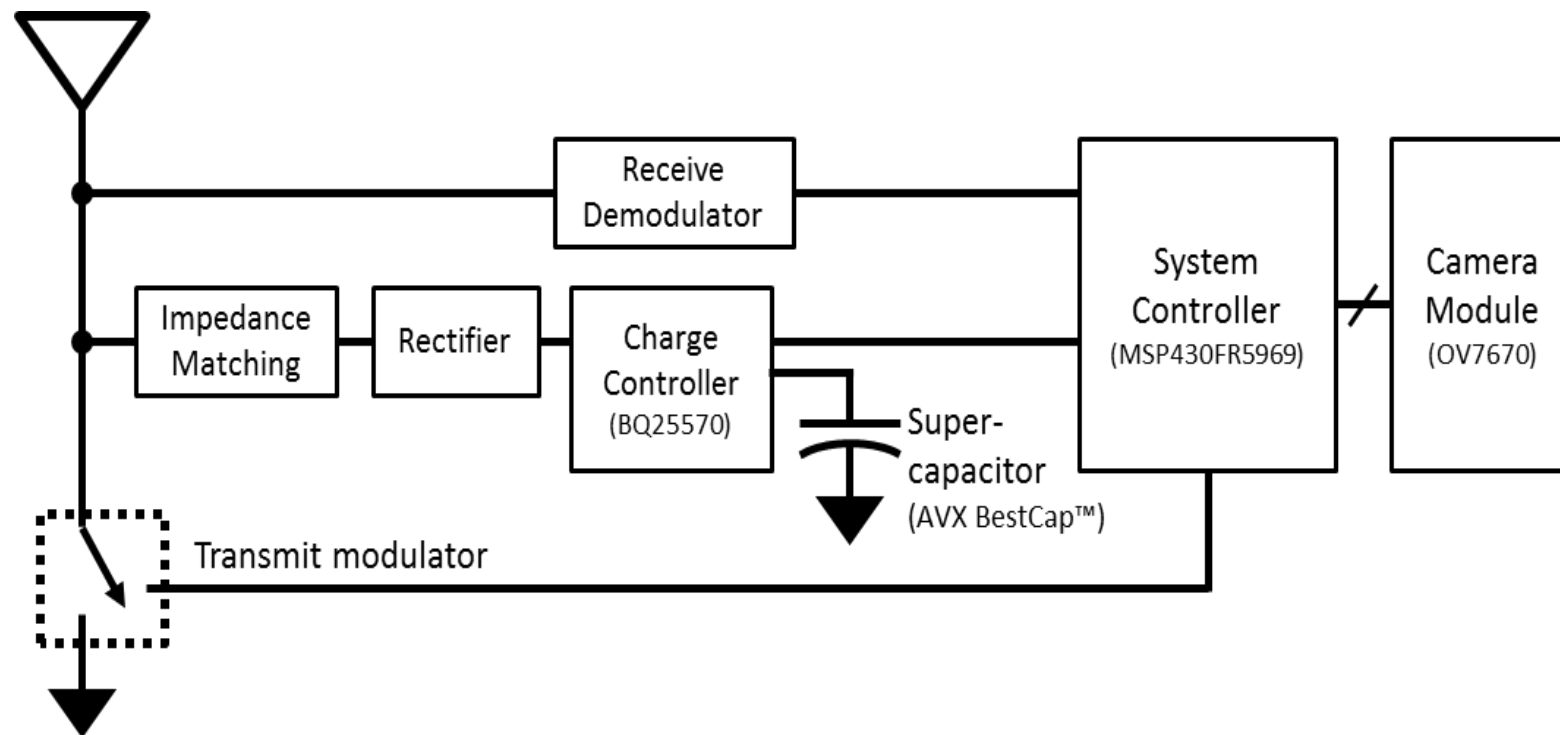 Receive
Demodulator
Impedance
Matching
Rectifier
Charge
Controller
(BQ25570)
Super-
capacitor
(AVX BestCap™)
System
Controller
(MSP430FR5969)
Camera
Module
(OV7670)
Transmit modulator